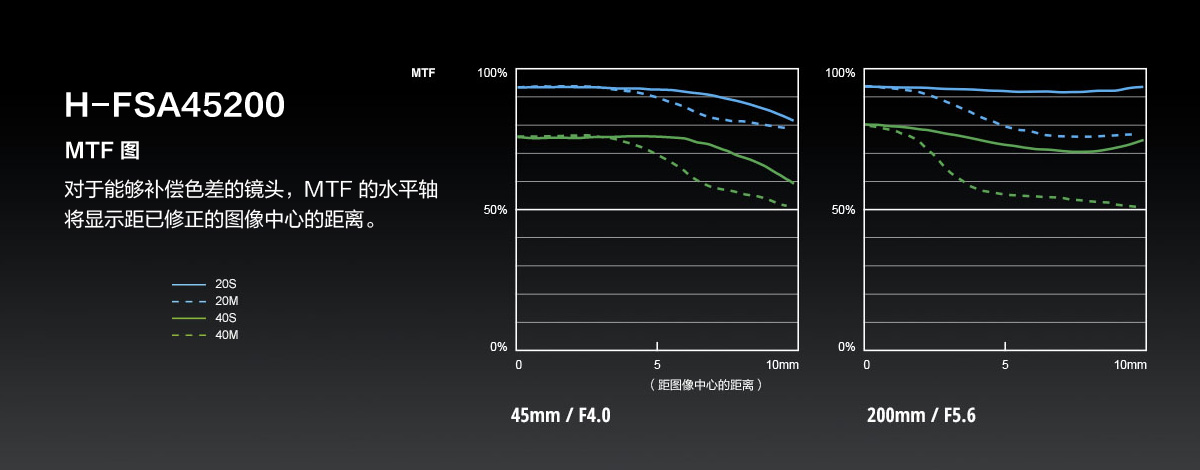 H-FSA45200
MTF 图
对于能够补偿色差的镜头，MTF 的水平轴
将显示距已修正的图像中心的距离。
20S
20M
40S
40M
MTF
100%
50%
0%
0 5 10mm
（距图像中心的距离）
45mm / F4.0
100%
50%
0%
0 5 10mm
200mm / F5.6